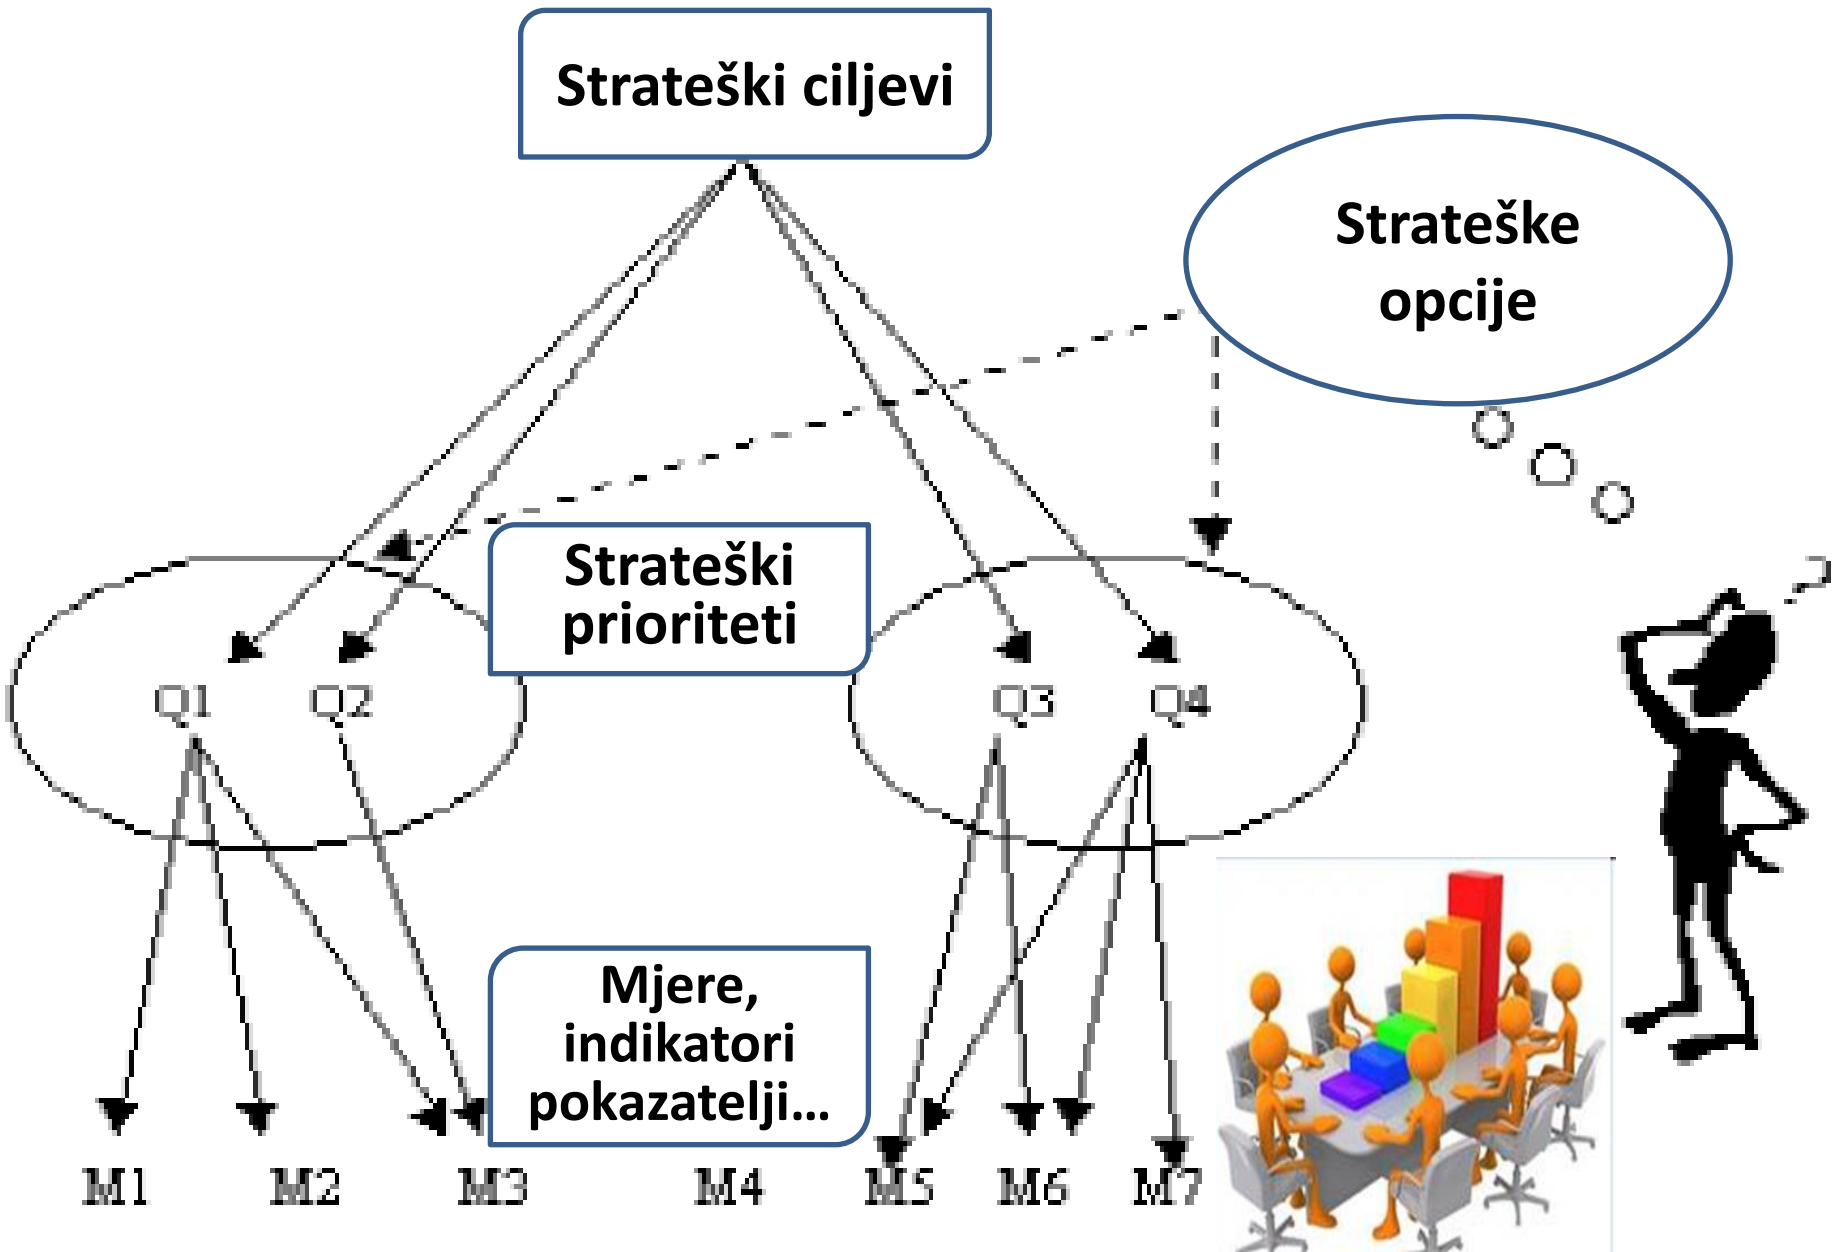 Strateški ciljevi
Strateške
opcije
Strateški
prioriteti
Q1 Q2 Q3 Q4
Mjere,
indikatori
pokazatelji...
M1 M2 M3 M4 M5 M6 M7